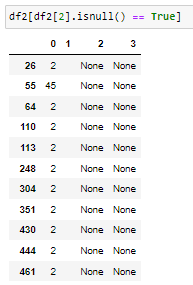 df2[df2[2].isnull() == True]
0 1 2 3
26 2 None None
55 45 None None
64 2 None None
110 2 None None
113 2 None None
248 2 None None
304 2 None None
351 2 None None
430 2 None None
444 2 None None
461 2 None None